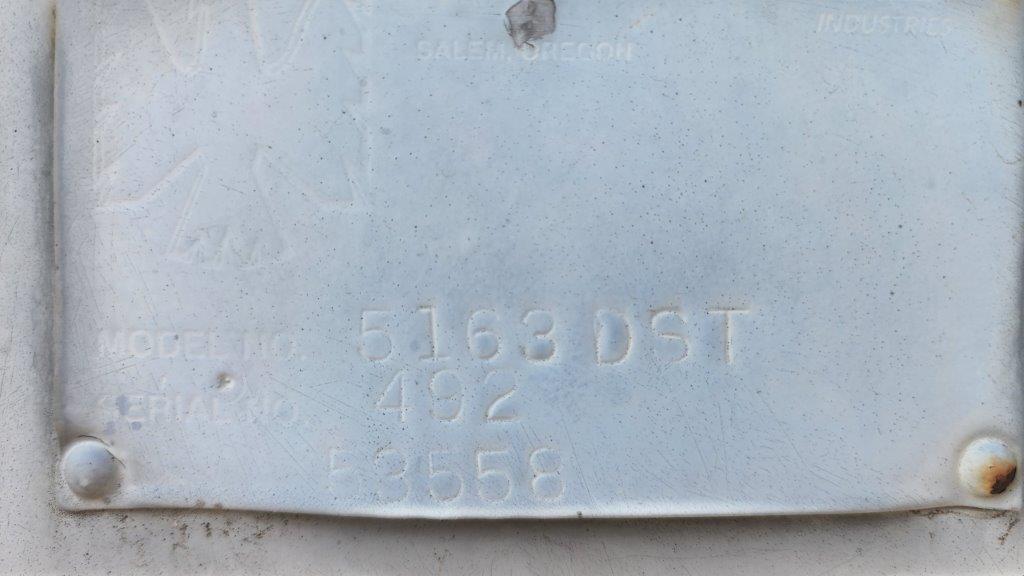 INDUSTRIES
SALEM, OREGON
MODEL NO. 5163 DST
SERIAL NO. 492
53558